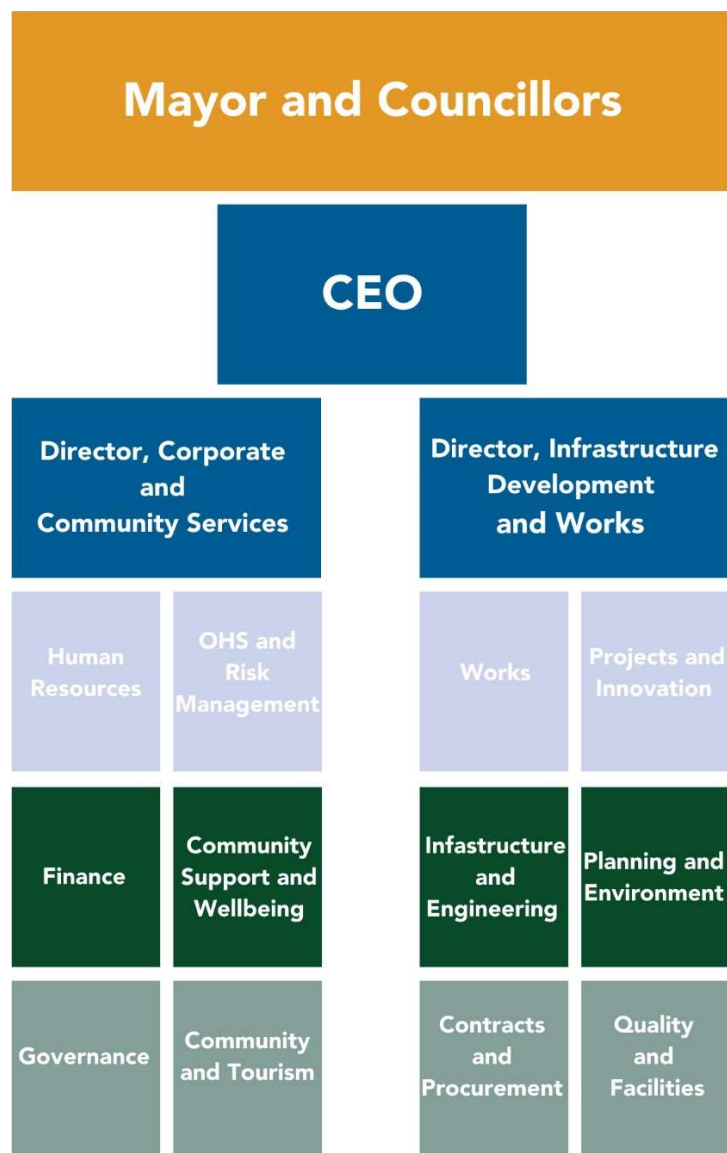 Mayor and Councillors
CEO
Director, Corporate
and
Community Services
Director, Infrastructure
Development
and Works
Human
Resources
OHS and
Risk
Management
Works
Projects and
Innovation
Finance
Community
Support and
Wellbeing
Infastructure
and
Engineering
Planning and
Environment
Governance
Community
and Tourism
Contracts
and
Procurement
Quality
and
Facilities